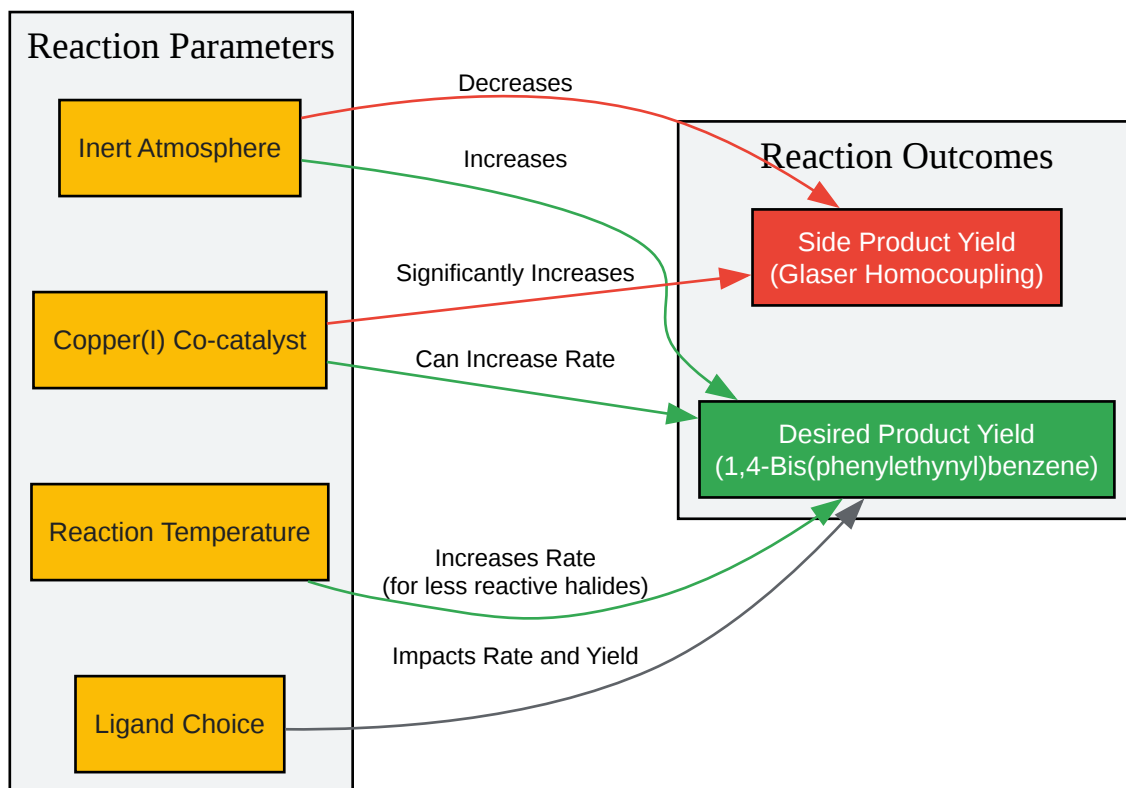 Reaction Parameters
Inert Atmosphere
Copper(I) Co-catalyst
Reaction Temperature
Ligand Choice
Decreases
Increases
Significantly Increases
Can Increase Rate
Increases Rate
(for less reactive halides)
Impacts Rate and Yield
Reaction Outcomes
Side Product Yield
(Glaser Homocoupling)
Desired Product Yield
(1,4-Bis(phenylethynyl)benzene)